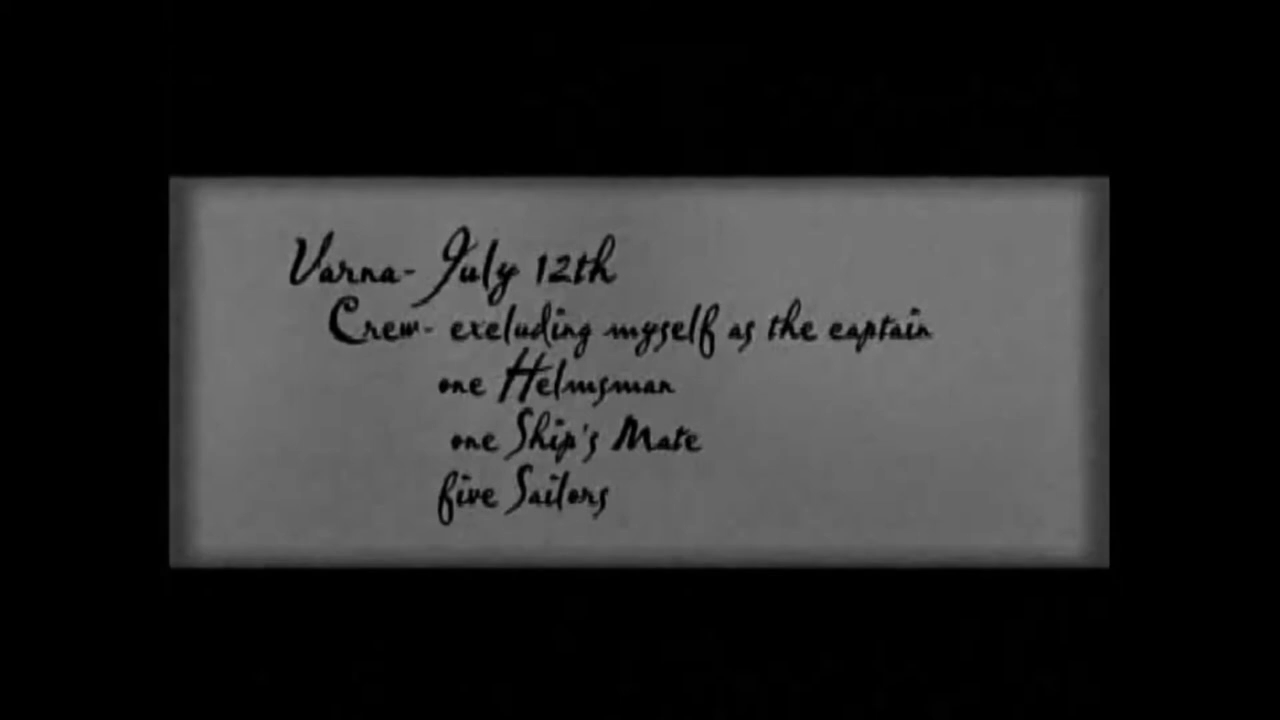 Varna- July 12th
Crew- excluding myself as the captain
one Helmsman
one Ship's Mate
five Sailors